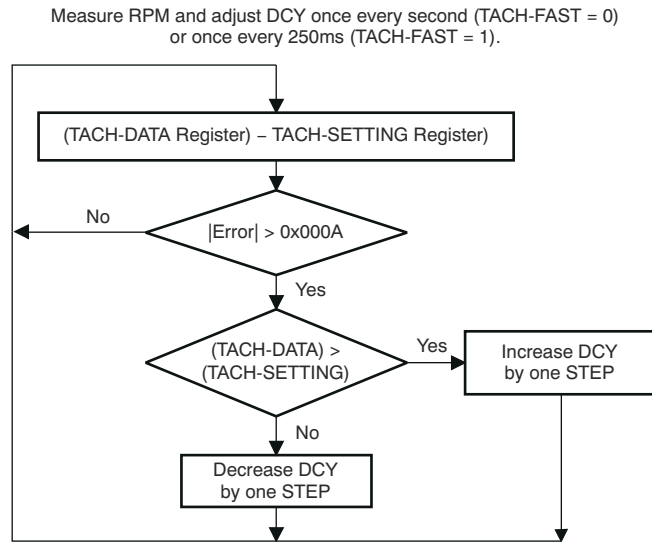 Measure RPM and adjust DCY once every second (TACH-FAST = 0)
or once every 250ms (TACH-FAST = 1).
(TACH-DATA Register) – TACH-SETTING Register)
No
|Error| > 0x000A
Yes
(TACH-DATA) >
(TACH-SETTING)
Yes
Increase DCY
by one STEP
No
Decrease DCY
by one STEP